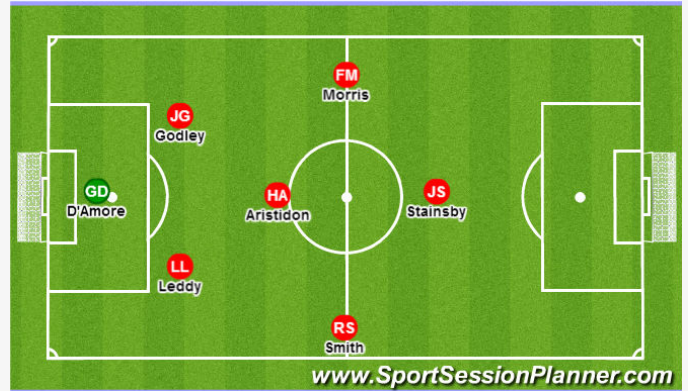 FM
Morris
JG
Godley
GD
D'Amore
HA
Aristidon
JS
Stainsby
LL
Leddy
RS
Smith
www.SportSessionPlanner.com